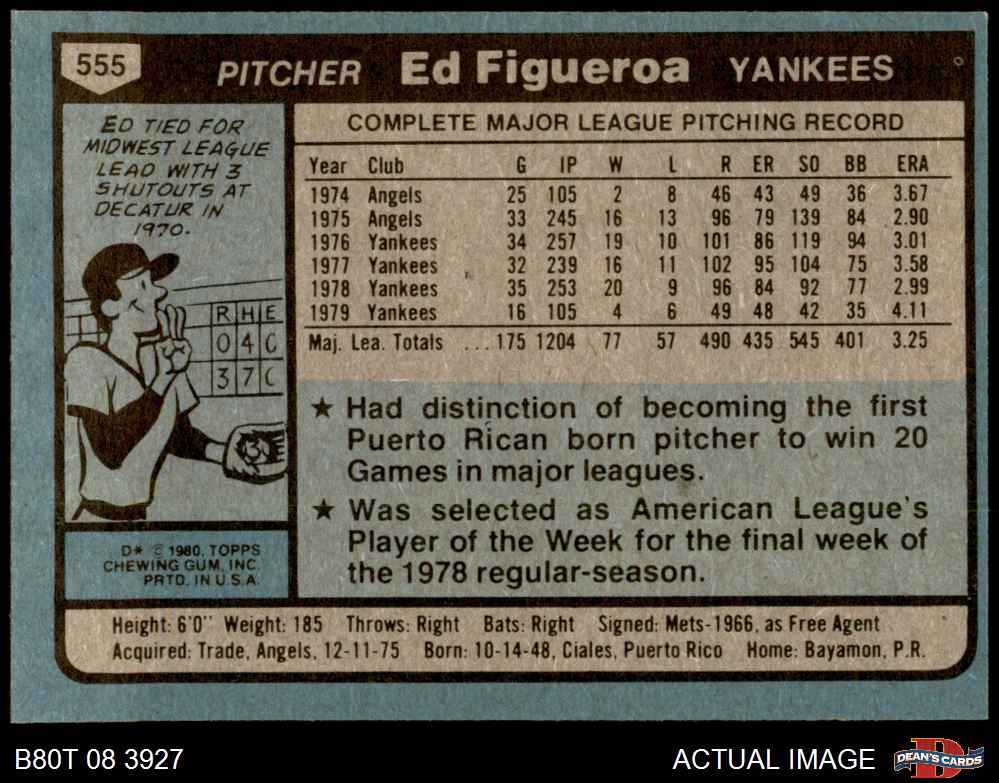 555 PITCHER Ed Figueroa YANKEES
ED TIED FOR
MIDWEST LEAGUE
LEAD WITH 3
SHUTOUTS AT
DECATUR IN
1970.
R H E
0 4 0
3 7 0
D* © 1980. TOPPS
CHEWING GUM, INC.
PRTD. IN U.S.A.
COMPLETE MAJOR LEAGUE PITCHING RECORD
Year Club G IP W L R ER SO BB ERA
1974 Angels 25 105 2 8 46 43 49 36 3.67
1975 Angels 33 245 16 13 96 79 139 84 2.90
1976 Yankees 34 257 19 10 101 86 119 94 3.01
1977 Yankees 32 239 16 11 102 95 104 75 3.58
1978 Yankees 35 253 20 9 96 84 92 77 2.99
1979 Yankees 16 105 4 6 49 48 42 35 4.11
Maj. Lea. Totals ... 175 1204 77 57 490 435 545 401 3.25
★ Had distinction of becoming the first
Puerto Rican born pitcher to win 20
Games in major leagues.
★ Was selected as American League's
Player of the Week for the final week of
the 1978 regular-season.
Height: 6'0" Weight: 185 Throws: Right Bats: Right Signed: Mets-1966, as Free Agent
Acquired: Trade, Angels, 12-11-75 Born: 10-14-48, Ciales, Puerto Rico Home: Bayamon, P.R.
B80T 08 3927 ACTUAL IMAGE DEAN'S CARDS